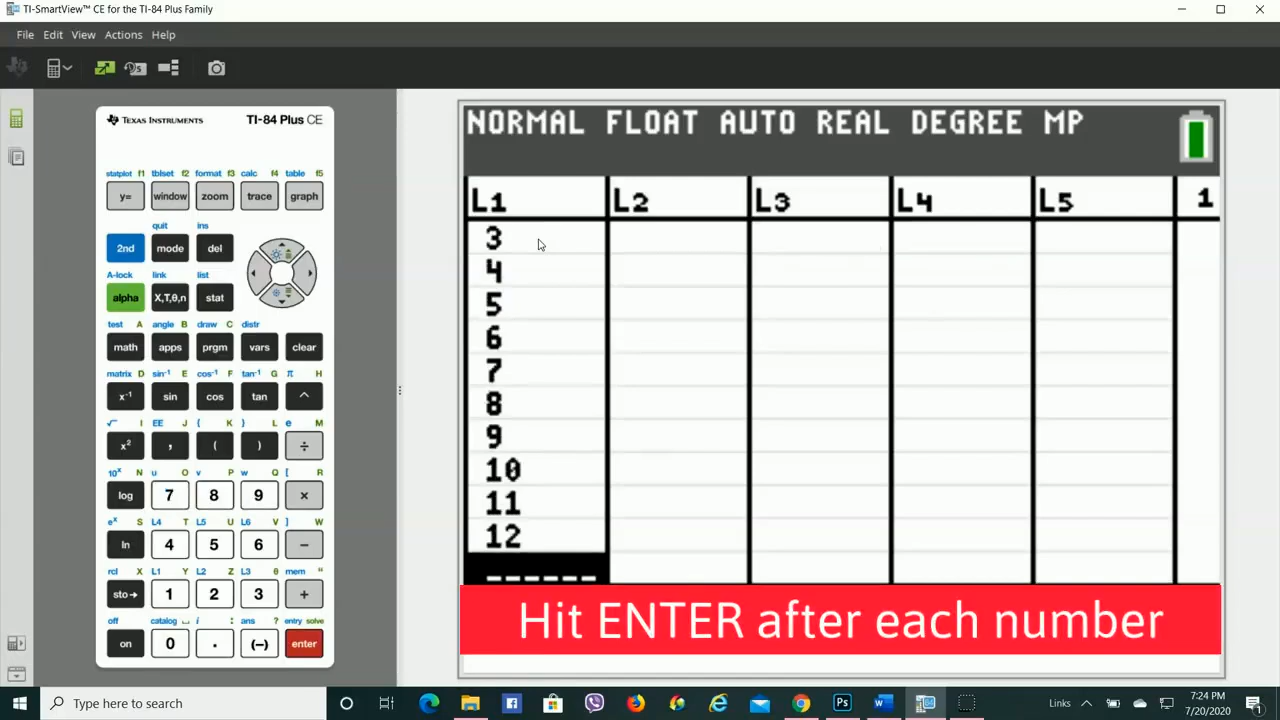 TI-SmartView™ CE for the TI-84 Plus Family
File Edit View Actions Help
TEXAS INSTRUMENTS TI-84 Plus CE
statplot f1 tblset f2 format f3 calc f4 table f5
y= window zoom trace graph
quit ins
2nd mode del
A-lock link list
alpha X,T,θ,n stat
test A angle B draw C distr
math apps prgm vars clear
matrix D sin⁻¹ E cos⁻¹ F tan⁻¹ G π H
x⁻¹ sin cos tan ^
√ I EE J { K } L e M
x² , ( ) ÷
10ˣ N u O v P w Q [ R
log 7 8 9 ×
eˣ S L4 T L5 U L6 V ] W
ln 4 5 6 −
rcl X L1 Y L2 Z L3 θ mem "
sto→ 1 2 3 +
off catalog ⎵ i : ans ? entry solve
on 0 . (−) enter
NORMAL FLOAT AUTO REAL DEGREE MP
L1 L2 L3 L4 L5 1
3
4
5
6
7
8
9
10
11
12
Hit ENTER after each number
Type here to search
Links
7:24 PM
7/20/2020
1